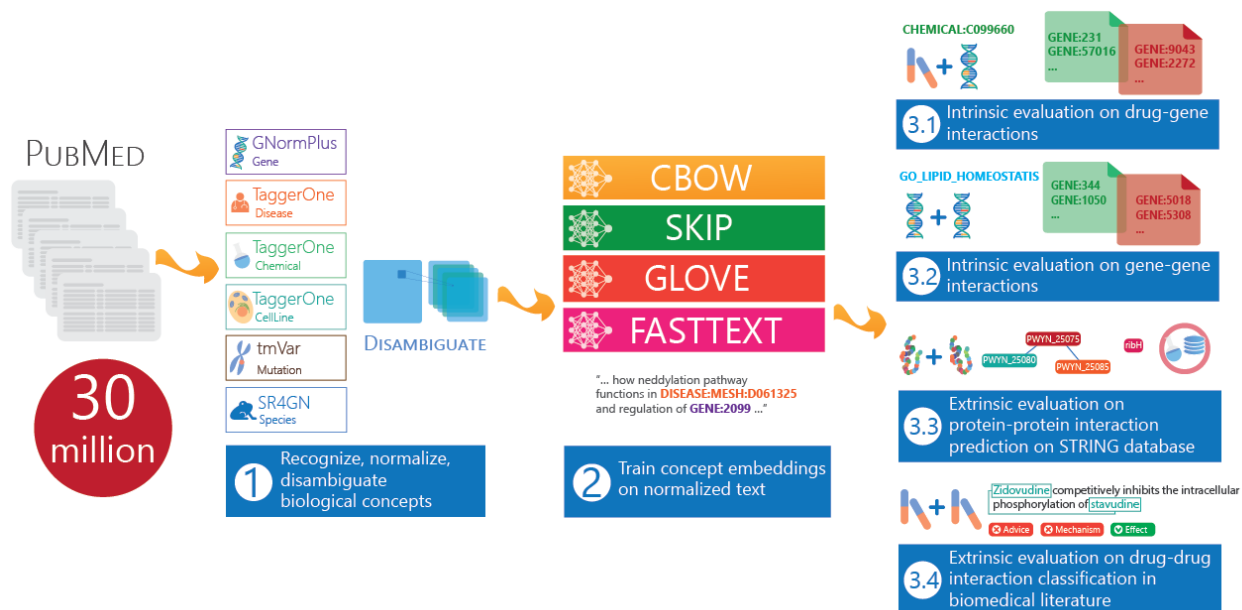 PUBMED
30
million
GNormPlus
Gene
TaggerOne
Disease
TaggerOne
Chemical
TaggerOne
CellLine
tmVar
Mutation
SR4GN
Species
DISAMBIGUATE
1
Recognize, normalize,
disambiguate
biological concepts
CBOW
SKIP
GLOVE
FASTTEXT
"... how neddylation pathway
functions in DISEASE:MESH:D061325
and regulation of GENE:2099 ..."
2
Train concept embeddings
on normalized text
CHEMICAL:C099660
GENE:231
GENE:57016
...
GENE:9043
GENE:2272
...
3.1
Intrinsic evaluation on drug-gene
interactions
GO_LIPID_HOMEOSTATIS
GENE:344
GENE:1050
...
GENE:5018
GENE:5308
...
3.2
Intrinsic evaluation on gene-gene
interactions
PWYN_25075
PWYN_25080
PWYN_25085
ribH
3.3
Extrinsic evaluation on
protein-protein interaction
prediction on STRING database
Zidovudine competitively inhibits the intracellular
phosphorylation of stavudine
Advice
Mechanism
Effect
3.4
Extrinsic evaluation on drug-drug
interaction classification in
biomedical literature